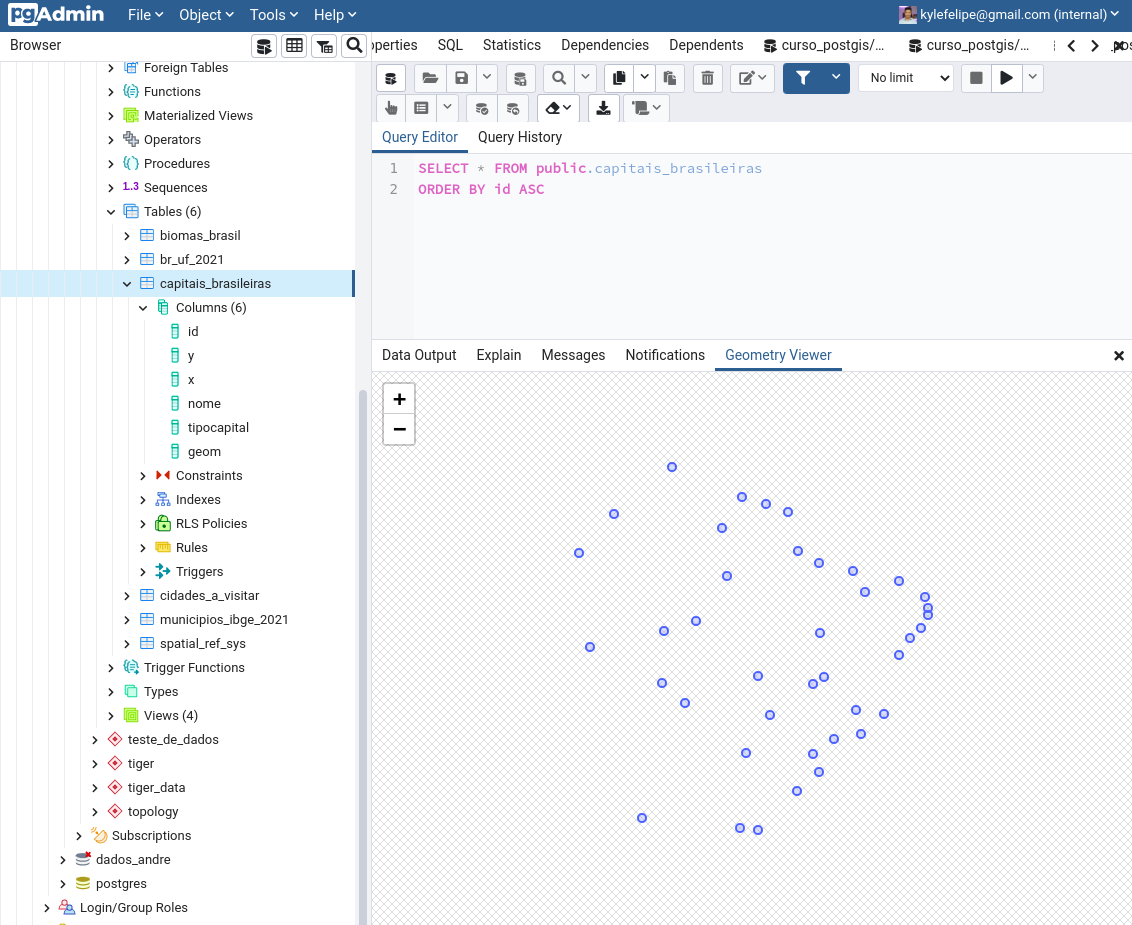 pgAdmin File Object Tools Help kylefelipe@gmail.com (internal)
Browser
operties SQL Statistics Dependencies Dependents curso_postgis/... curso_postgis/...
Foreign Tables
Functions
Materialized Views
Operators
Procedures
1.3 Sequences
Tables (6)
biomas_brasil
br_uf_2021
capitais_brasileiras
Columns (6)
id
y
x
nome
tipocapital
geom
Constraints
Indexes
RLS Policies
Rules
Triggers
cidades_a_visitar
municipios_ibge_2021
spatial_ref_sys
Trigger Functions
Types
Views (4)
teste_de_dados
tiger
tiger_data
topology
Subscriptions
dados_andre
postgres
Login/Group Roles
No limit
Query Editor Query History
1 SELECT * FROM public.capitais_brasileiras
2 ORDER BY id ASC
Data Output Explain Messages Notifications Geometry Viewer
+
−